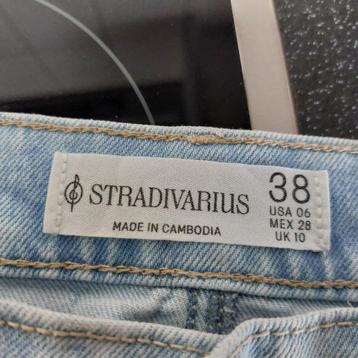 STRADIVARIUS
MADE IN CAMBODIA
38
USA 06
MEX 28
UK 10